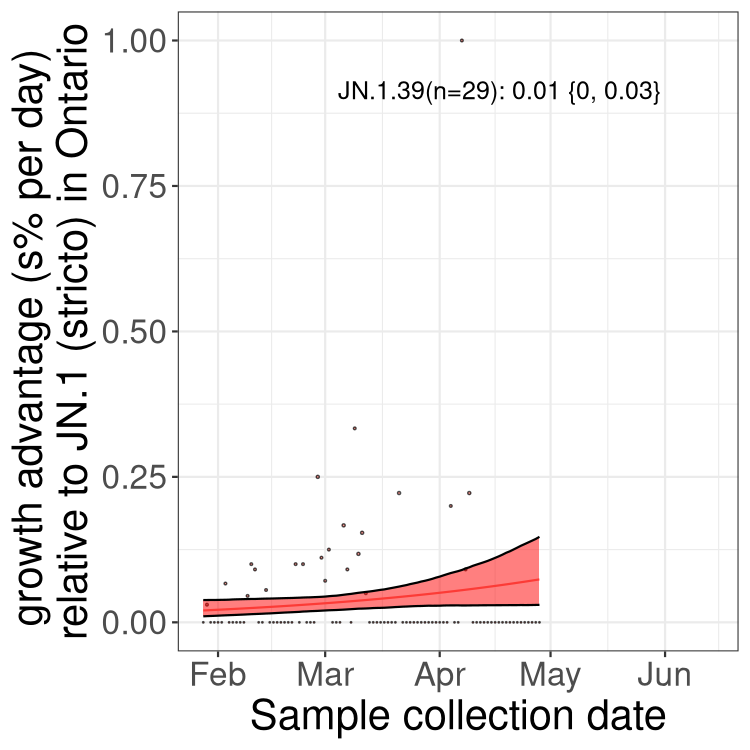 growth advantage (s% per day)
relative to JN.1 (stricto) in Ontario
1.00
0.75
0.50
0.25
0.00
JN.1.39(n=29): 0.01 {0, 0.03}
Feb Mar Apr May Jun
Sample collection date